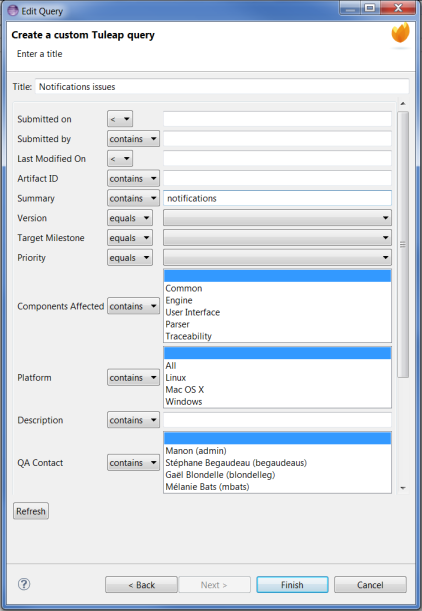 Edit Query
Create a custom Tuleap query
Enter a title
Title: Notifications issues
Submitted on <
Submitted by contains
Last Modified On <
Artifact ID contains
Summary contains notifications
Version equals
Target Milestone equals
Priority equals
Components Affected contains
Common
Engine
User Interface
Parser
Traceability
Platform contains
All
Linux
Mac OS X
Windows
Description contains
QA Contact contains
Manon (admin)
Stéphane Begaudeau (begaudeaus)
Gaël Blondelle (blondelleg)
Mélanie Bats (mbats)
Refresh
? < Back Next > Finish Cancel